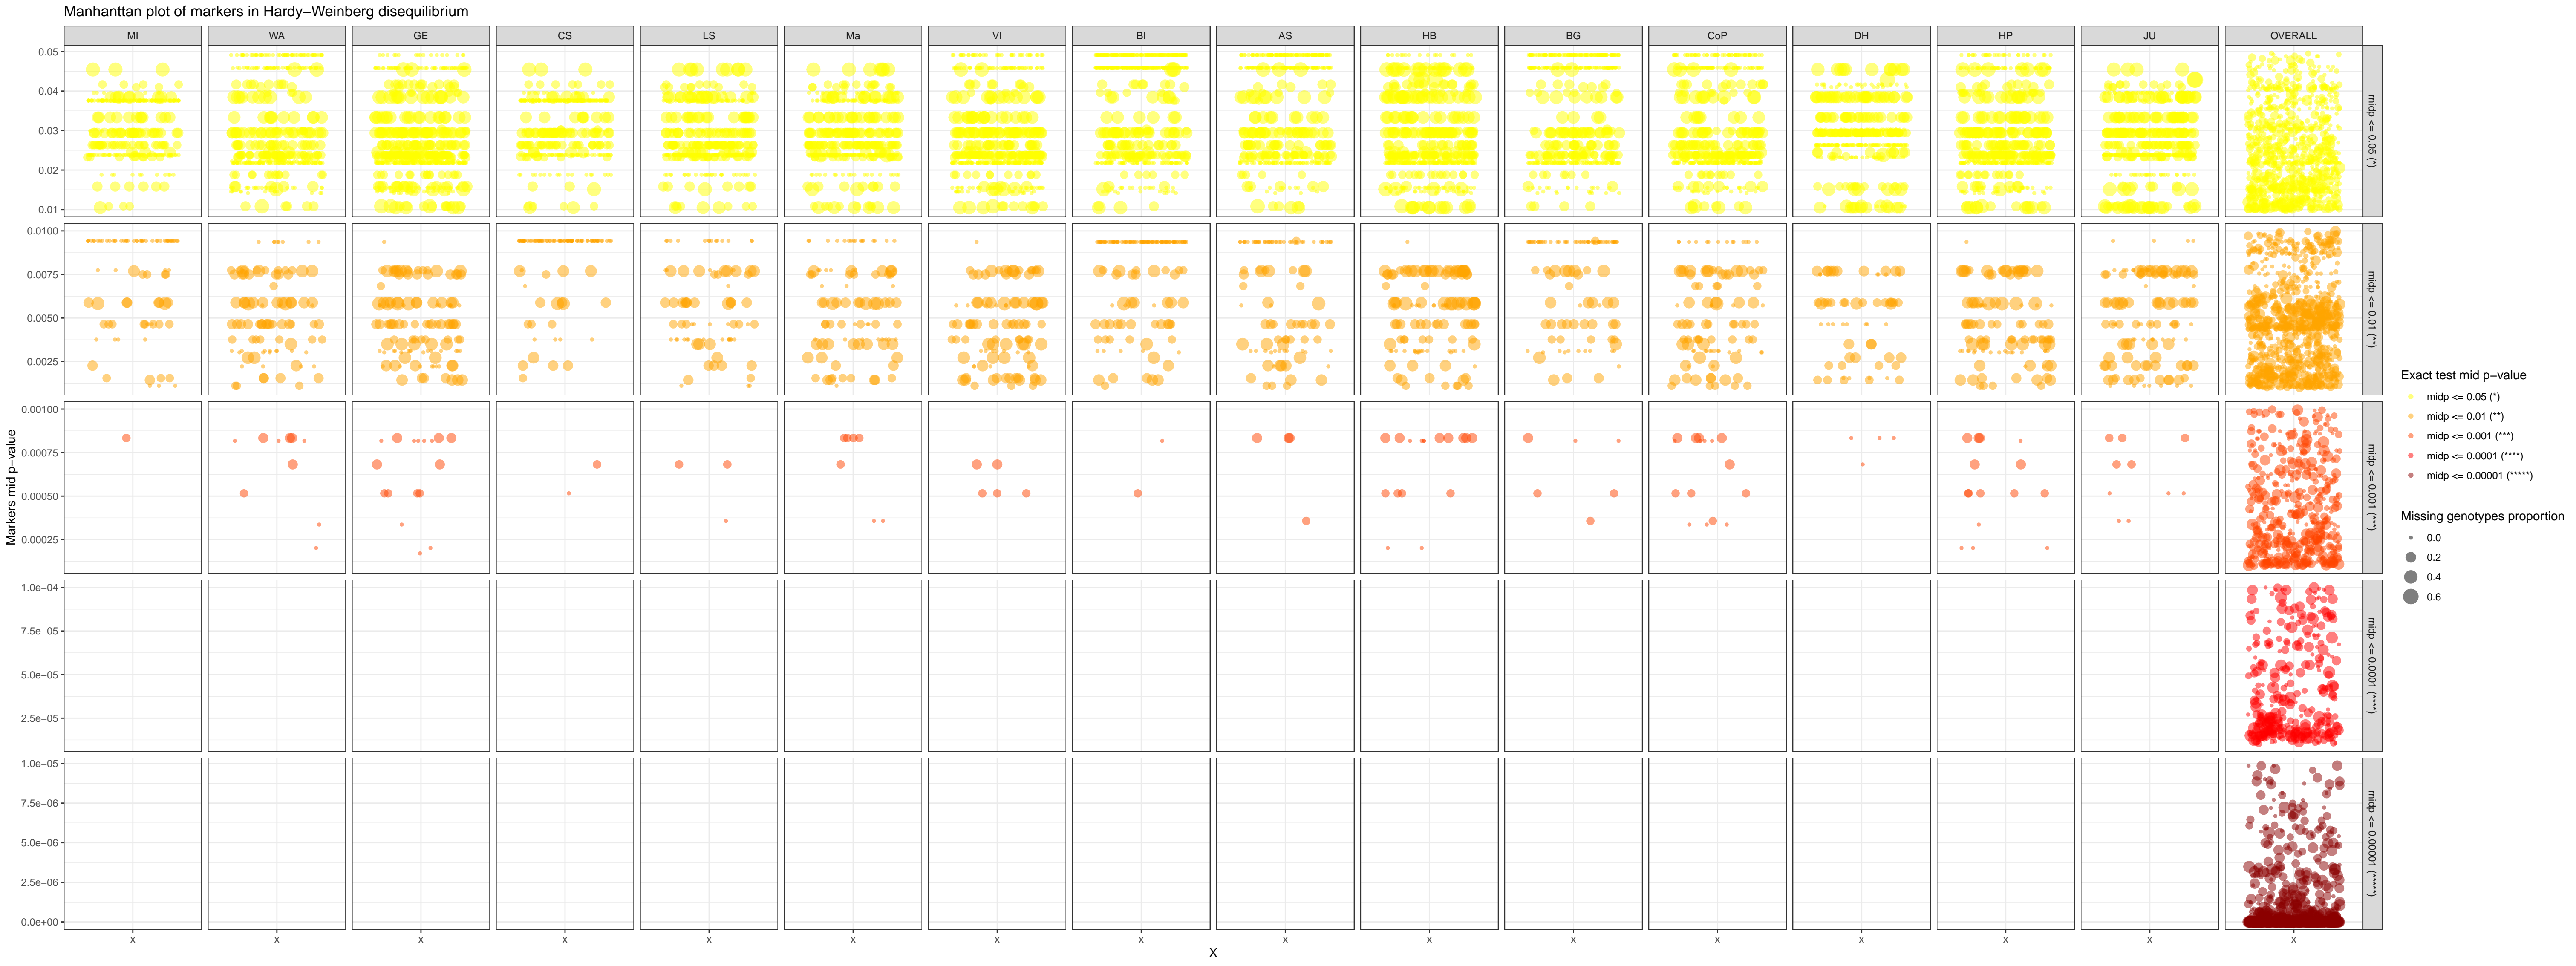 Manhanttan plot of markers in Hardy−Weinberg disequilibrium
MI WA GE CS LS Ma VI BI AS HB BG CoP DH HP JU OVERALL
0.05
0.04
0.03
0.02
0.01
midp <= 0.05 (*)
0.0100
0.0075
0.0050
0.0025
midp <= 0.01 (**)
0.00100
0.00075
0.00050
0.00025
midp <= 0.001 (***)
1.0e−04
7.5e−05
5.0e−05
2.5e−05
midp <= 0.0001 (****)
1.0e−05
7.5e−06
5.0e−06
2.5e−06
0.0e+00
midp <= 0.00001 (*****)
x x x x x x x x x x x x x x x x
X
Markers mid p−value
Exact test mid p−value
midp <= 0.05 (*)
midp <= 0.01 (**)
midp <= 0.001 (***)
midp <= 0.0001 (****)
midp <= 0.00001 (*****)
Missing genotypes proportion
0.0
0.2
0.4
0.6